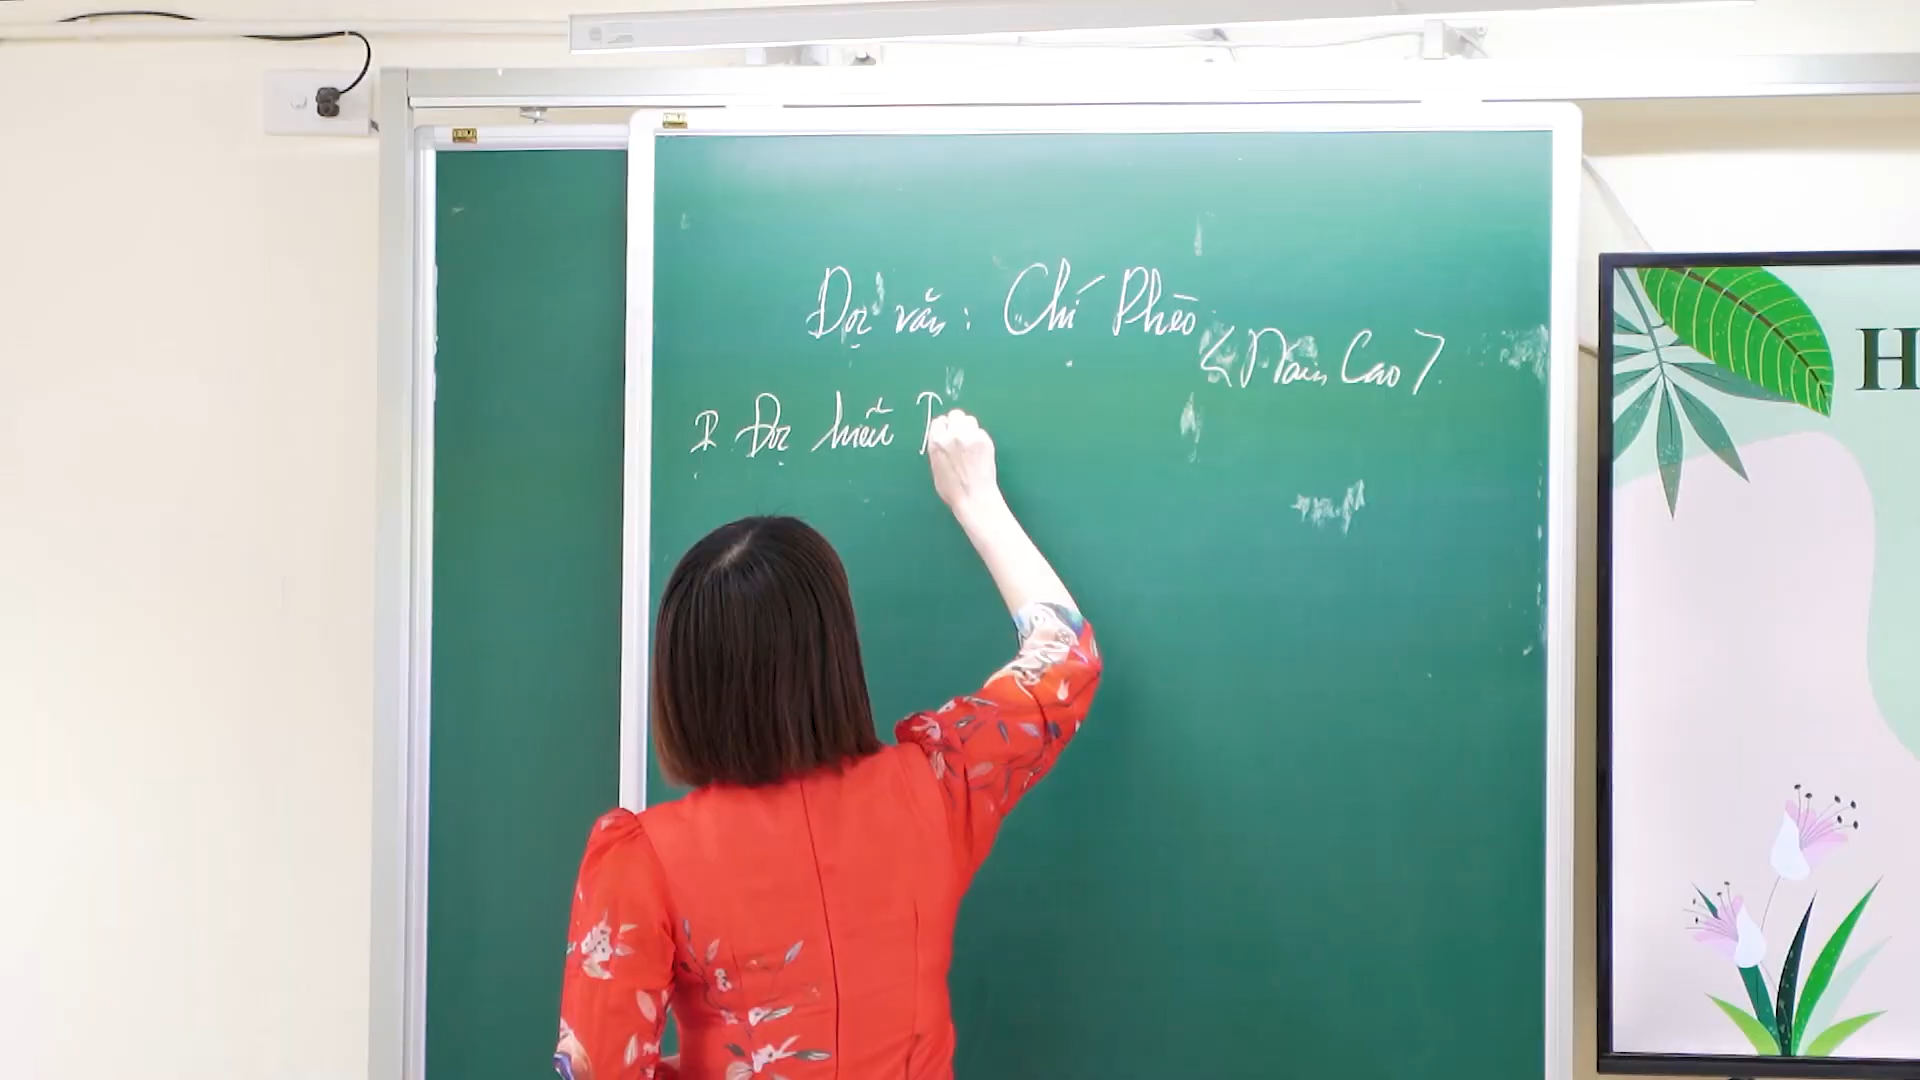 Đọc văn: Chí Phèo
<Nam Cao>
I Đọc hiểu
H